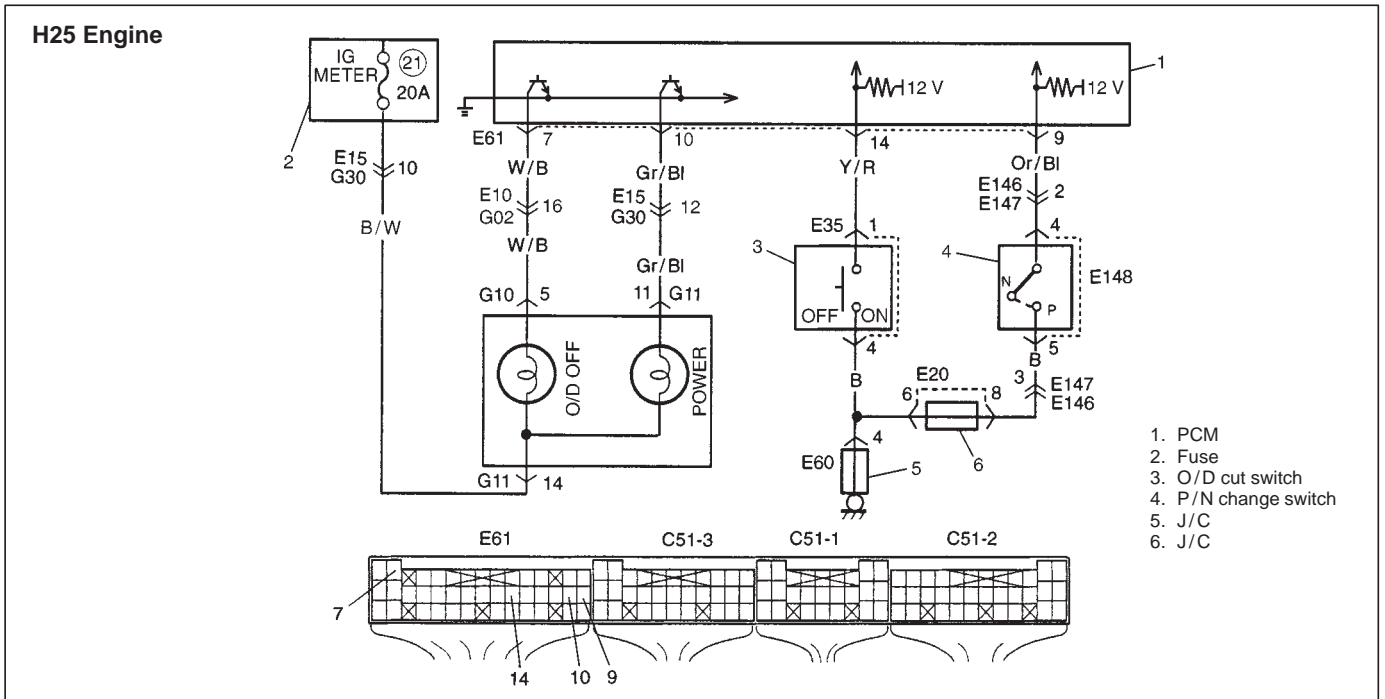 H25 Engine
IG
METER
21
20A
2
12 V
12 V
1
E61
7
10
14
9
W/B
Gr/Bl
Y/R
Or/Bl
E15
G30
10
E10
G02
16
E15
G30
12
E146
E147
2
B/W
W/B
Gr/Bl
E35
1
4
3
4
N
P
E148
OFF
ON
G10
5
11
G11
4
5
B
B
O/D OFF
POWER
E20
6
8
3
E147
E146
4
E60
5
6
G11
14
1. PCM
2. Fuse
3. O/D cut switch
4. P/N change switch
5. J/C
6. J/C
E61
C51-3
C51-1
C51-2
7
14
10
9